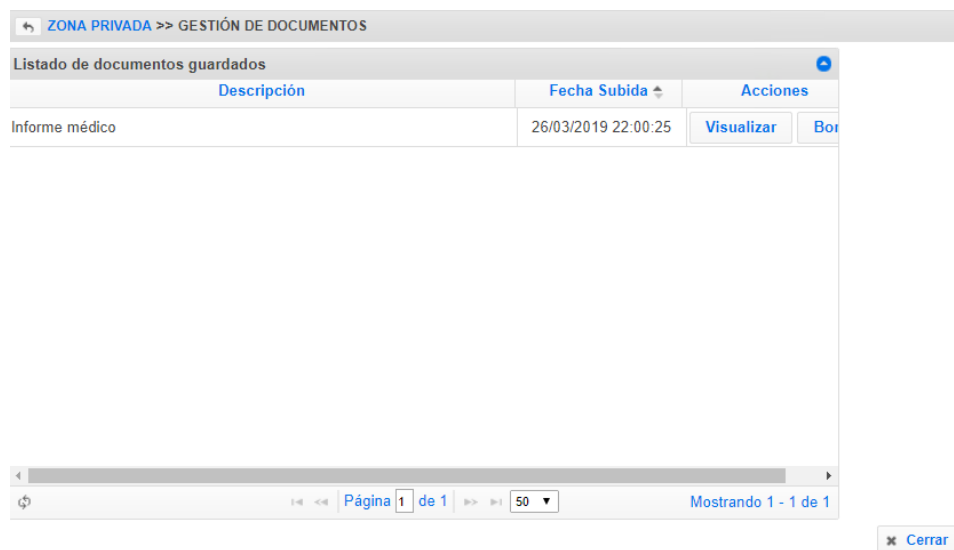 ZONA PRIVADA >> GESTIÓN DE DOCUMENTOS
Listado de documentos guardados
Descripción Fecha Subida Acciones
Informe médico 26/03/2019 22:00:25 Visualizar
Página 1 de 1 50 Mostrando 1 - 1 de 1
Cerrar